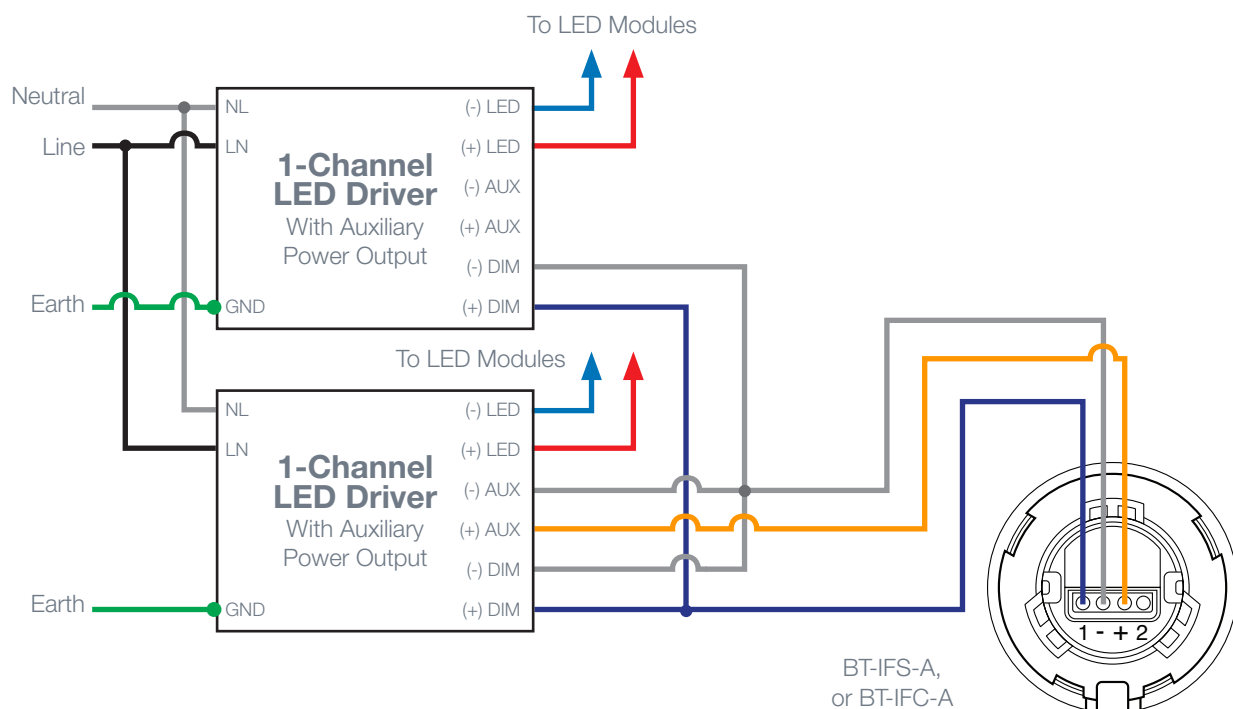 To LED Modules
Neutral
Line
Earth
NL
LN
GND
1-Channel
LED Driver
With Auxiliary
Power Output
(-) LED
(+) LED
(-) AUX
(+) AUX
(-) DIM
(+) DIM
To LED Modules
Earth
NL
LN
GND
1-Channel
LED Driver
With Auxiliary
Power Output
(-) LED
(+) LED
(-) AUX
(+) AUX
(-) DIM
(+) DIM
1 - + 2
BT-IFS-A,
or BT-IFC-A